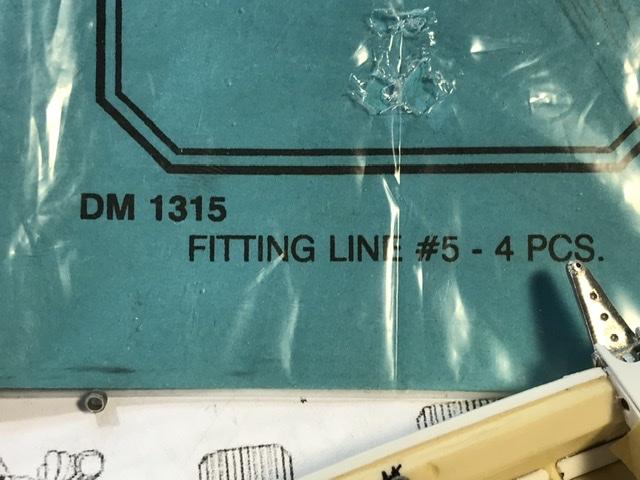 DM 1315
FITTING LINE #5 - 4 PCS.